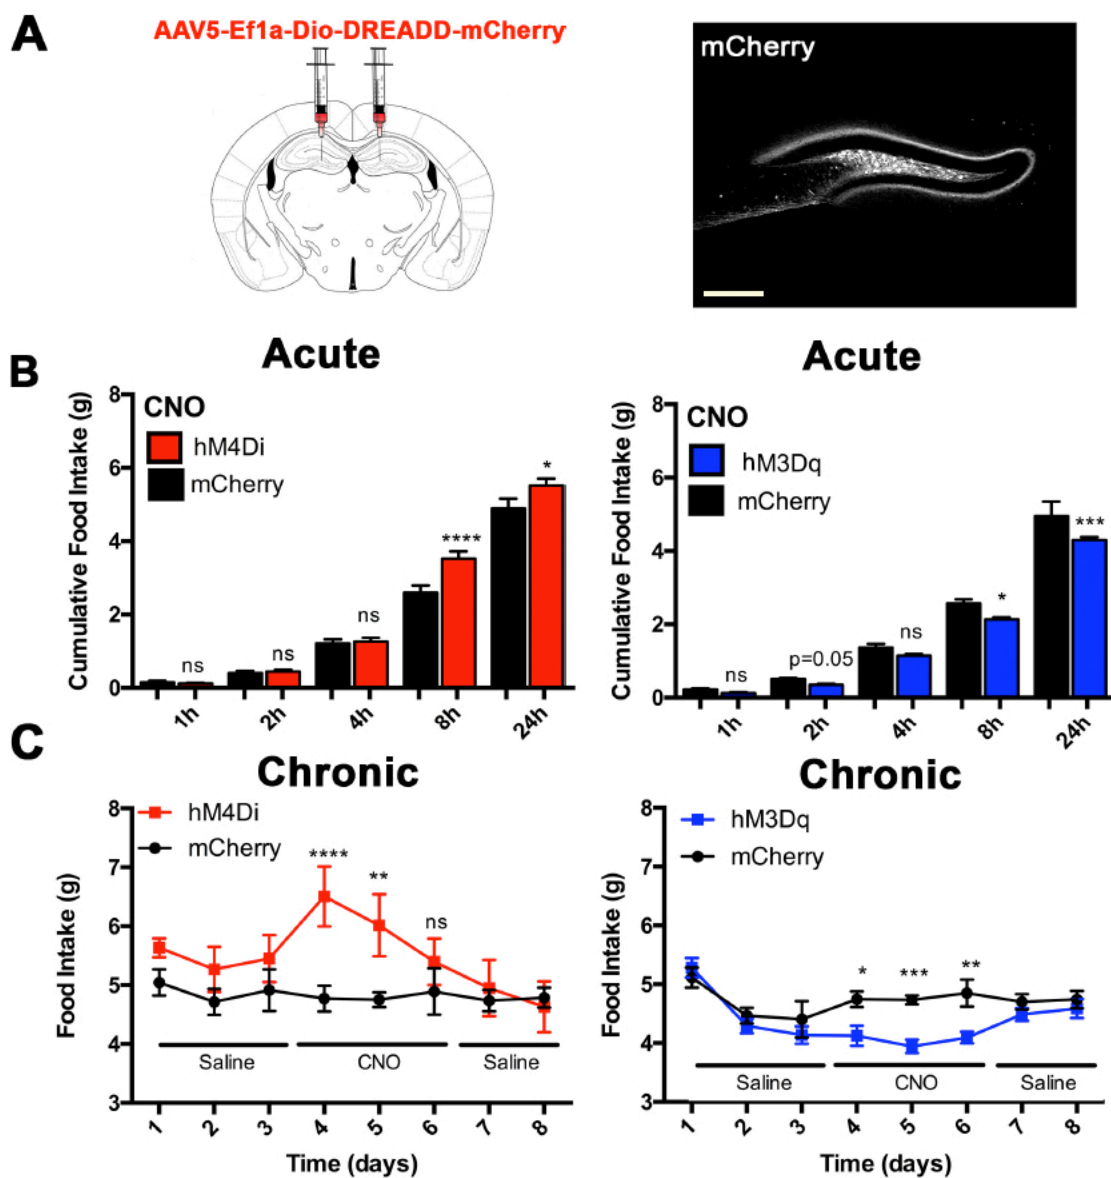 A
AAV5-Ef1a-Dio-DREADD-mCherry
mCherry
B
Acute
Cumulative Food Intake (g)
8
6
4
2
0
CNO
hM4Di
mCherry
ns
ns
ns
****
*
1h
2h
4h
8h
24h
Acute
Cumulative Food Intake (g)
8
6
4
2
0
CNO
hM3Dq
mCherry
ns
p=0.05
ns
*
***
1h
2h
4h
8h
24h
C
Chronic
Food Intake (g)
8
7
6
5
4
3
hM4Di
mCherry
****
**
ns
Saline
CNO
Saline
1
2
3
4
5
6
7
8
Time (days)
Chronic
Food Intake (g)
8
7
6
5
4
3
hM3Dq
mCherry
*
***
**
Saline
CNO
Saline
1
2
3
4
5
6
7
8
Time (days)